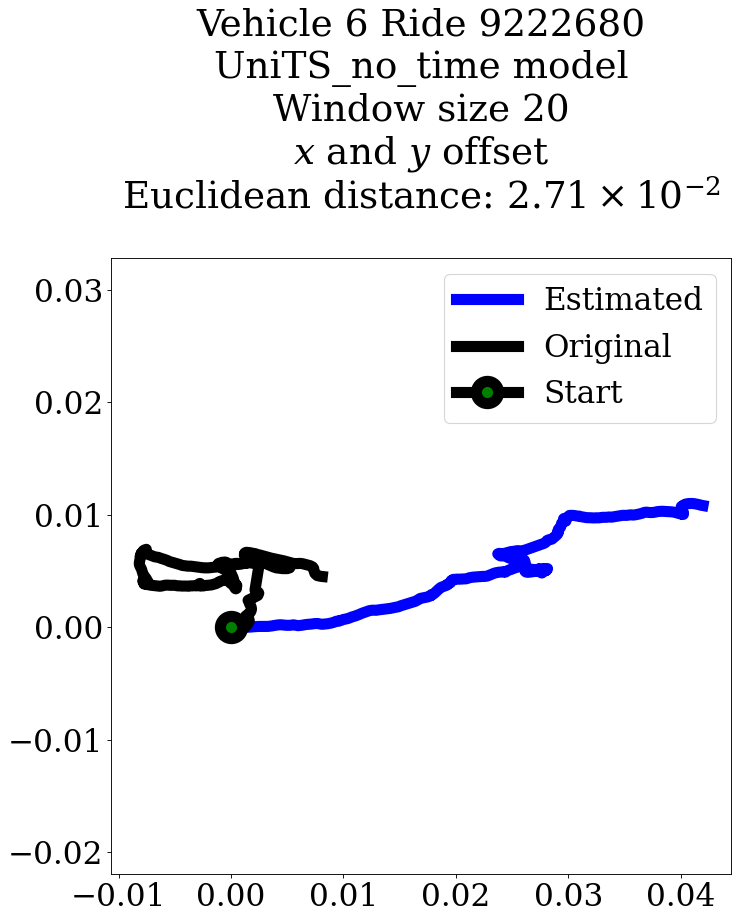 Vehicle 6 Ride 9222680
UniTS_no_time model
Window size 20
x and y offset
Euclidean distance: 2.71 × 10⁻²
Estimated
Original
Start
0.03
0.02
0.01
0.00
−0.01
−0.02
−0.01 0.00 0.01 0.02 0.03 0.04